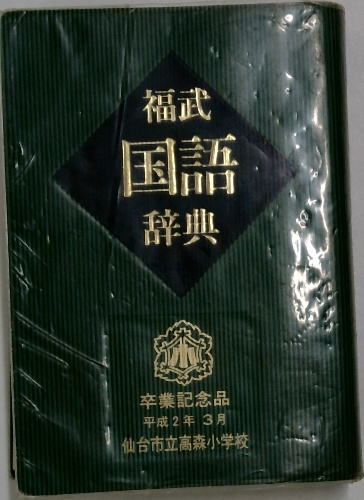 福武
国語
辞典
小
卒業記念品
平成2年 3月
仙台市立高森小学校